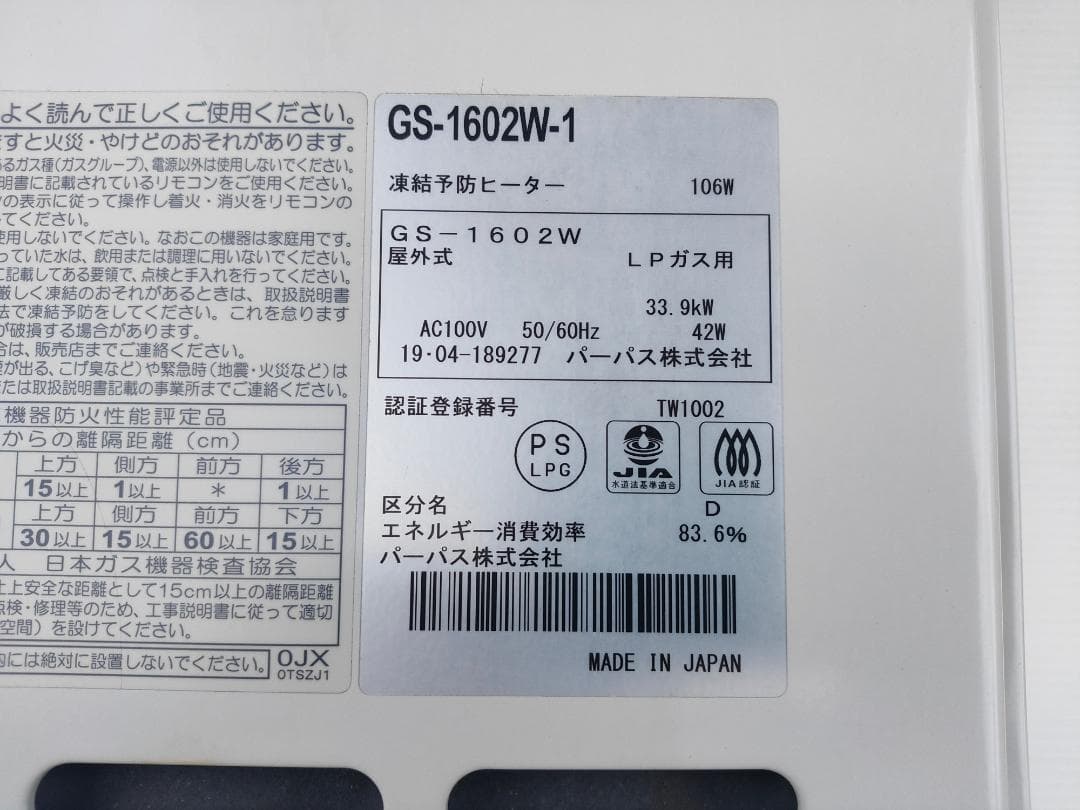 よく読んで正しくご使用ください。
すと火災・やけどのおそれがあります。
るガス種(ガスグループ)、電源以外は使用しないでください。
明書に記載されているリモコンをご使用ください。
の表示に従って操作し着火・消火をリモコンの
てください。
使用しないでください。なおこの機器は家庭用です。
っていた水は、飲用または調理に用いないでください。
に記載してある要領で、点検と手入れを行ってください。
厳しく凍結のおそれがあるときは、取扱説明書
法で凍結予防をしてください。これを怠ります
が破損する場合があります。
合は、販売店までご連絡ください。
が出る、こげ臭など)や緊急時(地震・火災など)は
または取扱説明書記載の事業所までご連絡ください。
機器防火性能評定品
からの離隔距離(cm)
上方 側方 前方 後方
15以上 1以上 * 1以上
上方 側方 前方 下方
30以上 15以上 60以上 15以上
人 日本ガス機器検査協会
上安全な距離として15cm以上の離隔距離
点検・修理等のため、工事説明書に従って適切
空間)を設けてください。
内には絶対に設置しないでください。
0JX
0TSZJ1
GS-1602W-1
凍結予防ヒーター 106W
GS-1602W
屋外式 LPガス用
33.9kW
AC100V 50/60Hz 42W
19・04-189277 パーパス株式会社
認証登録番号 TW1002
PS
LPG
JIA
水道法基準適合
JIA認証
区分名 D
エネルギー消費効率 83.6%
パーパス株式会社
MADE IN JAPAN